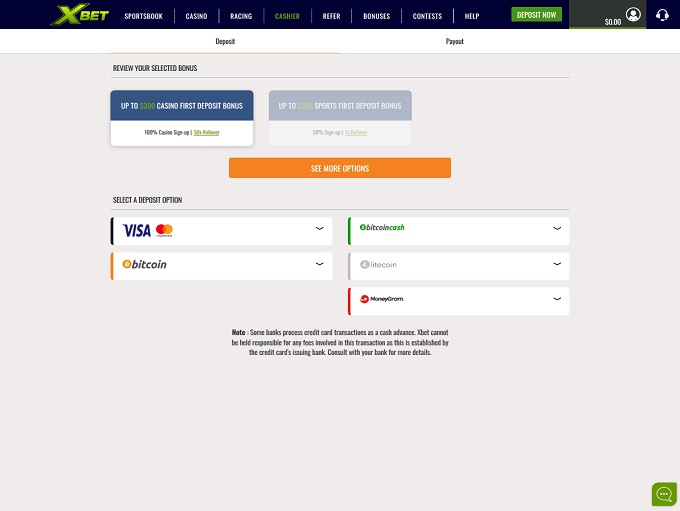 XBET
SPORTSBOOK
CASINO
RACING
CASHIER
REFER
BONUSES
CONTESTS
HELP
DEPOSIT NOW
$0.00
Deposit
Payout
REVIEW YOUR SELECTED BONUS
UP TO $300 CASINO FIRST DEPOSIT BONUS
100% Casino Sign-up | 50x Rollover
UP TO $300 SPORTS FIRST DEPOSIT BONUS
50% Sign-up | 7x Rollover
SEE MORE OPTIONS
SELECT A DEPOSIT OPTION
VISA
bitcoincash
bitcoin
litecoin
MoneyGram.
Note : Some banks process credit card transactions as a cash advance. Xbet cannot
be held responsible for any fees involved in this transaction as this is established by
the credit card's issuing bank. Consult with your bank for more details.